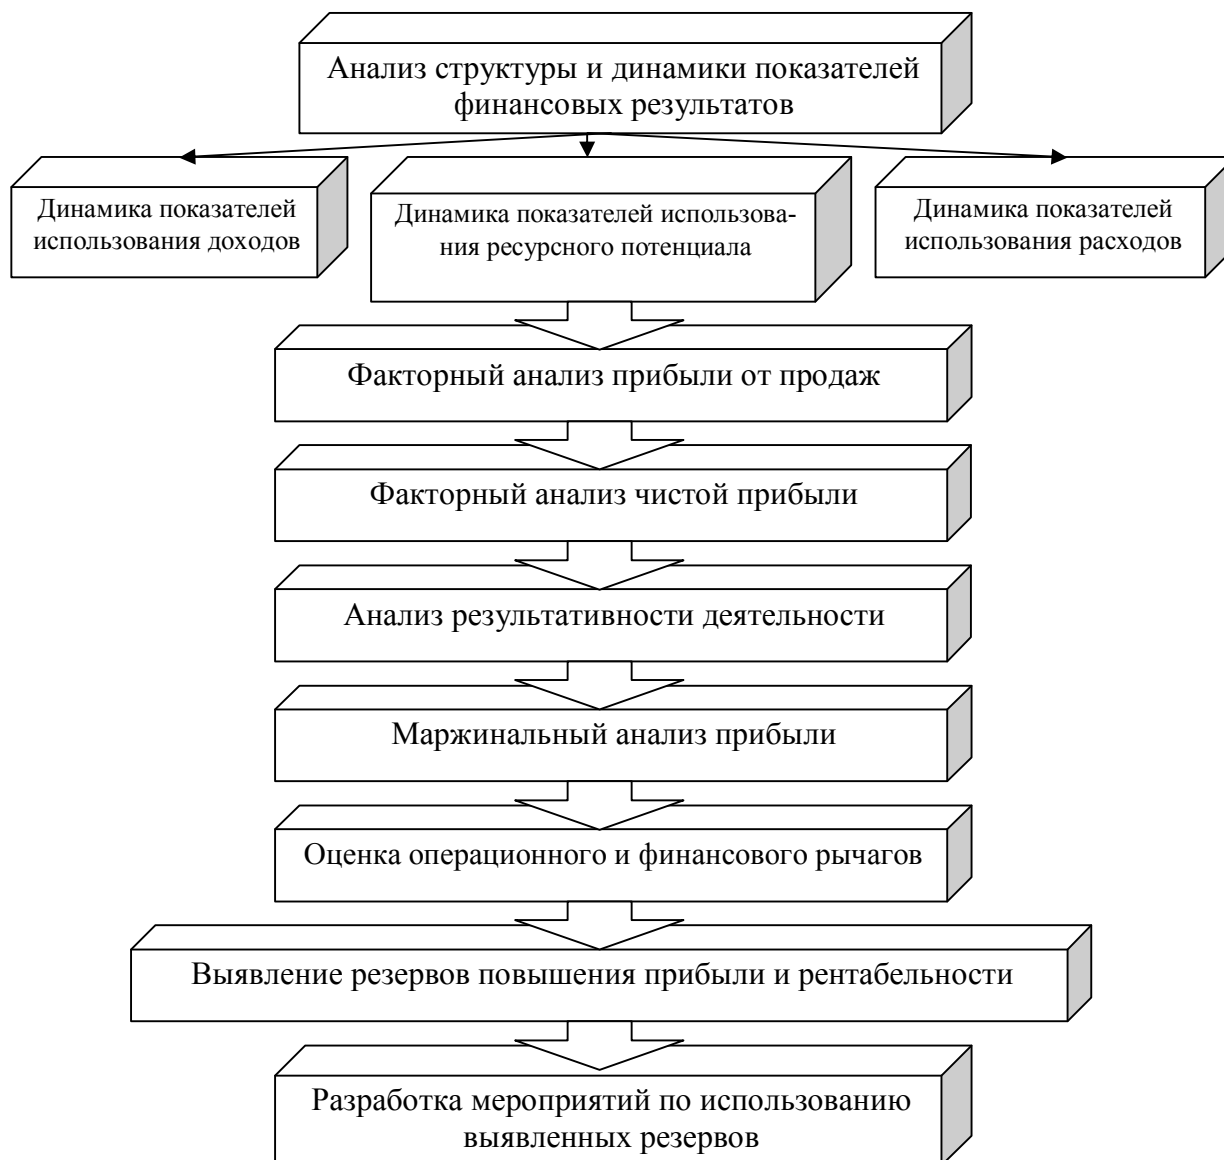 Анализ структуры и динамики показателей
финансовых результатов
Динамика показателей
использования доходов
Динамика показателей использова-
ния ресурсного потенциала
Динамика показателей
использования расходов
Факторный анализ прибыли от продаж
Факторный анализ чистой прибыли
Анализ результативности деятельности
Маржинальный анализ прибыли
Оценка операционного и финансового рычагов
Выявление резервов повышения прибыли и рентабельности
Разработка мероприятий по использованию
выявленных резервов